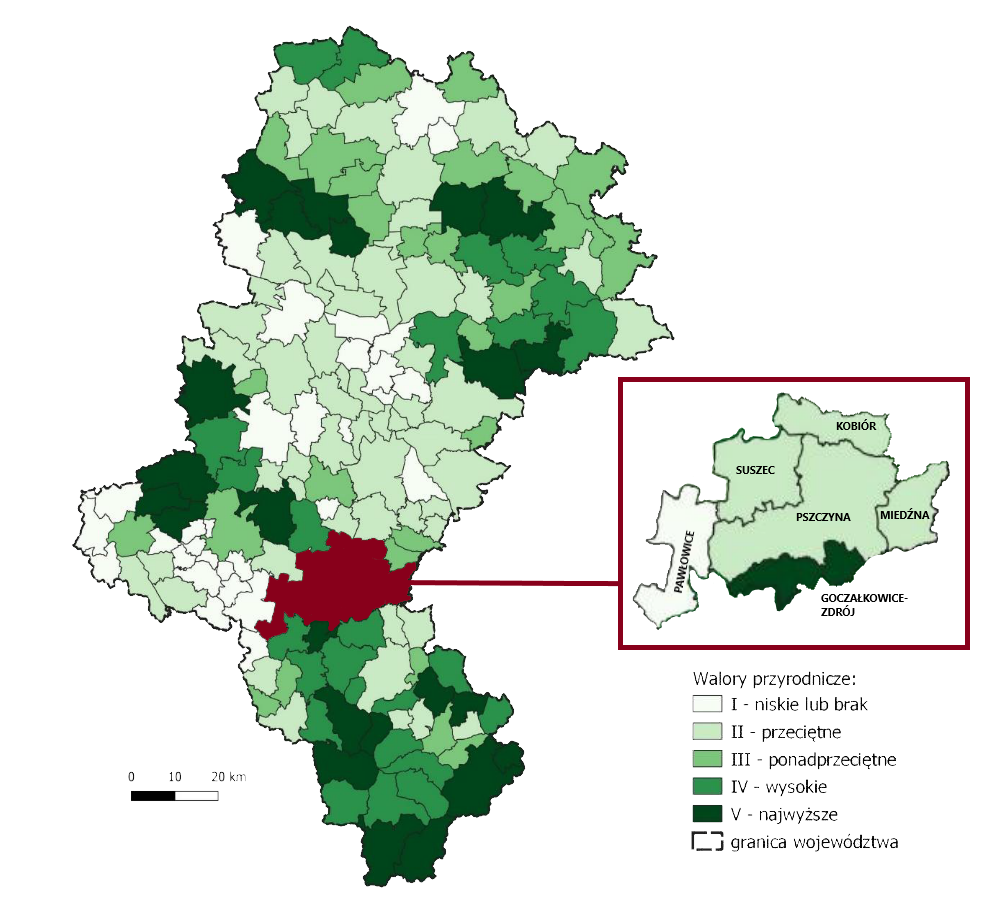 KOBIÓR
SUSZEC
PSZCZYNA
MIEDŹNA
PAWŁOWICE
GOCZAŁKOWICE-
ZDRÓJ
Walory przyrodnicze:
I - niskie lub brak
II - przeciętne
III - ponadprzeciętne
IV - wysokie
V - najwyższe
granica województwa
0 10 20 km